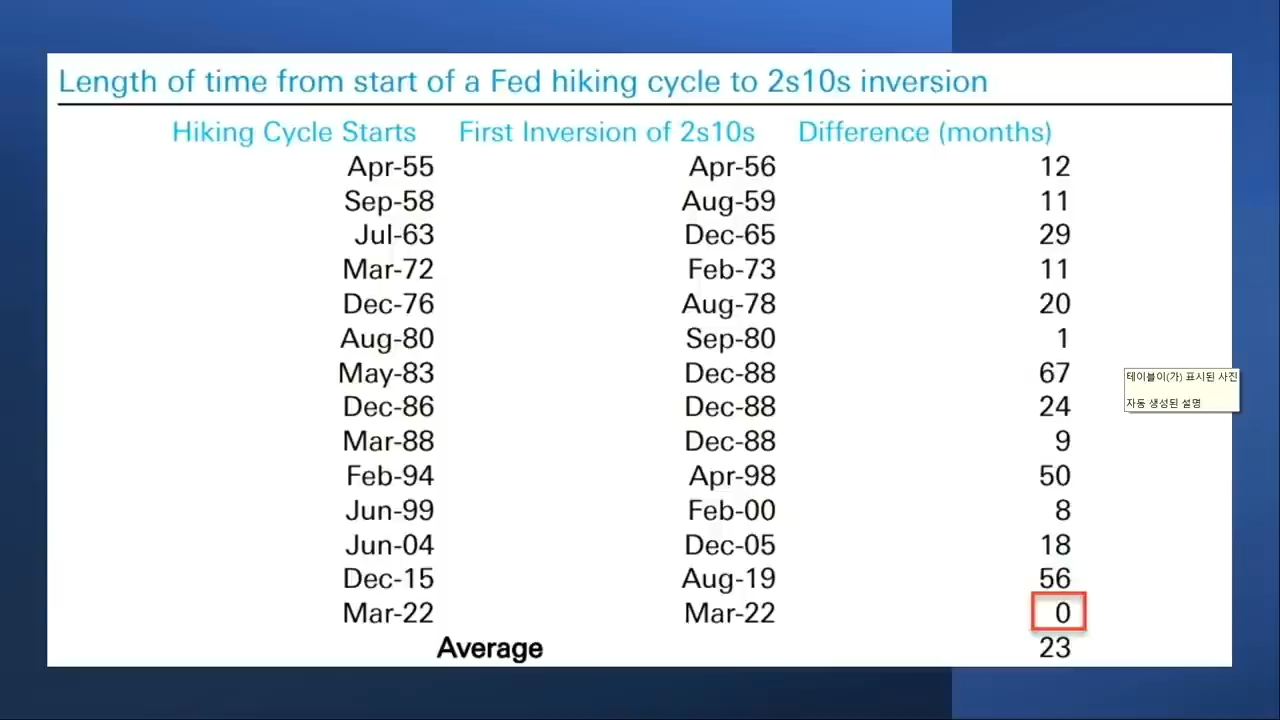 Length of time from start of a Fed hiking cycle to 2s10s inversion
Hiking Cycle Starts First Inversion of 2s10s Difference (months)
Apr-55 Apr-56 12
Sep-58 Aug-59 11
Jul-63 Dec-65 29
Mar-72 Feb-73 11
Dec-76 Aug-78 20
Aug-80 Sep-80 1
May-83 Dec-88 67
테이블이(가) 표시된 사진
자동 생성된 설명
Dec-86 Dec-88 24
Mar-88 Dec-88 9
Feb-94 Apr-98 50
Jun-99 Feb-00 8
Jun-04 Dec-05 18
Dec-15 Aug-19 56
Mar-22 Mar-22 0
Average 23